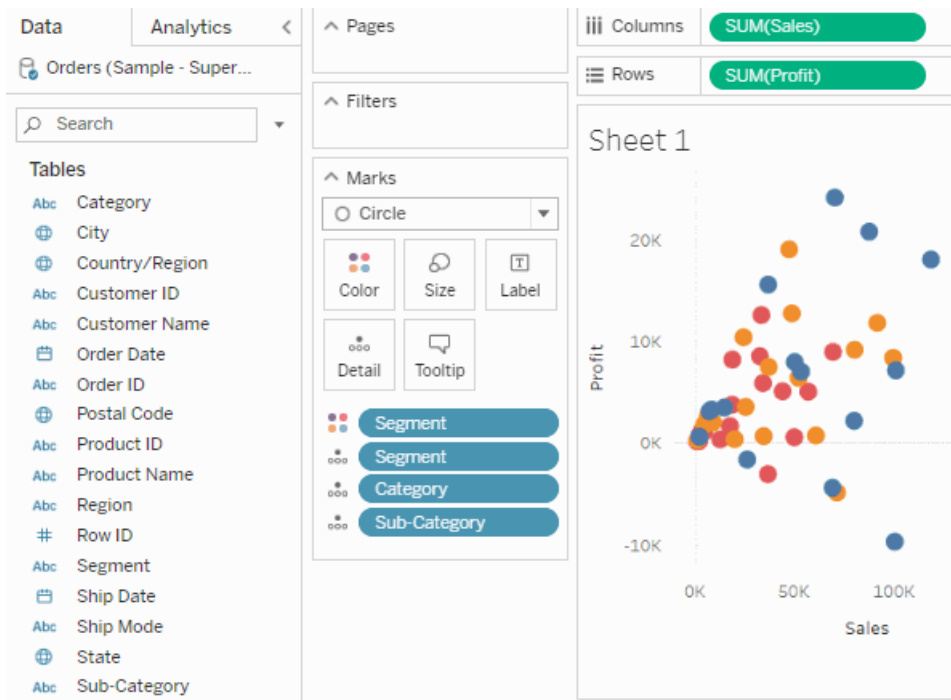 Data
Analytics
Orders (Sample - Super...
Search
Tables
Abc Category
City
Country/Region
Abc Customer ID
Abc Customer Name
Order Date
Abc Order ID
Postal Code
Abc Product ID
Abc Product Name
Abc Region
# Row ID
Abc Segment
Ship Date
Abc Ship Mode
State
Abc Sub-Category
Pages
Filters
Marks
Circle
Color
Size
T
Label
Detail
Tooltip
Segment
Segment
Category
Sub-Category
Columns
SUM(Sales)
Rows
SUM(Profit)
Sheet 1
Profit
20K
10K
0K
-10K
0K
50K
100K
Sales